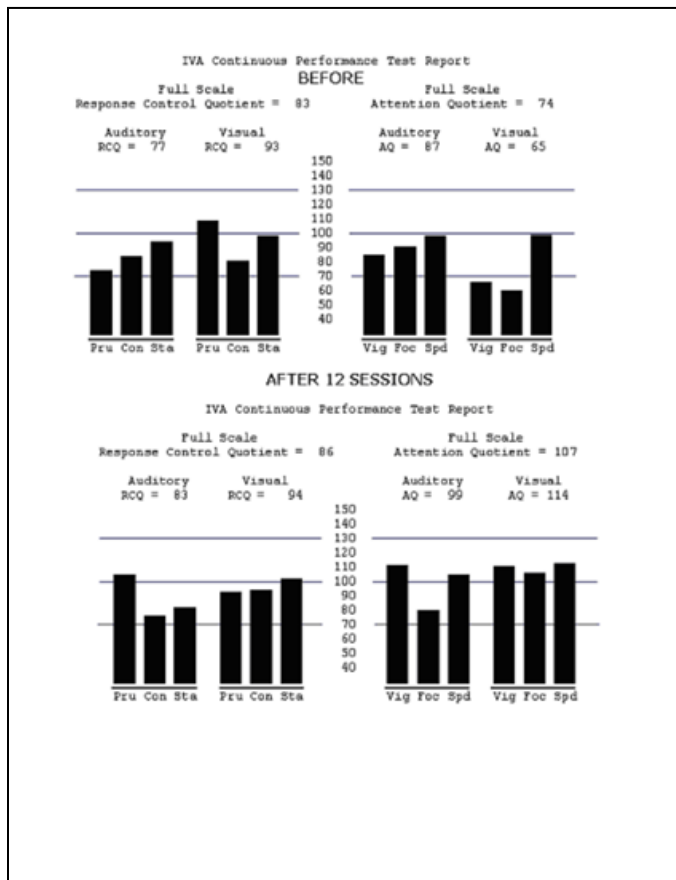 IVA Continuous Performance Test Report
BEFORE
Full Scale Full Scale
Response Control Quotient = 83 Attention Quotient = 74
Auditory Visual Auditory Visual
RCQ = 77 RCQ = 93 AQ = 87 AQ = 65
150
140
130
120
110
100
90
80
70
60
50
40
Pru Con Sta Pru Con Sta Vig Foc Spd Vig Foc Spd
AFTER 12 SESSIONS
IVA Continuous Performance Test Report
Full Scale Full Scale
Response Control Quotient = 86 Attention Quotient = 107
Auditory Visual Auditory Visual
RCQ = 83 RCQ = 94 AQ = 99 AQ = 114
150
140
130
120
110
100
90
80
70
60
50
40
Pru Con Sta Pru Con Sta Vig Foc Spd Vig Foc Spd